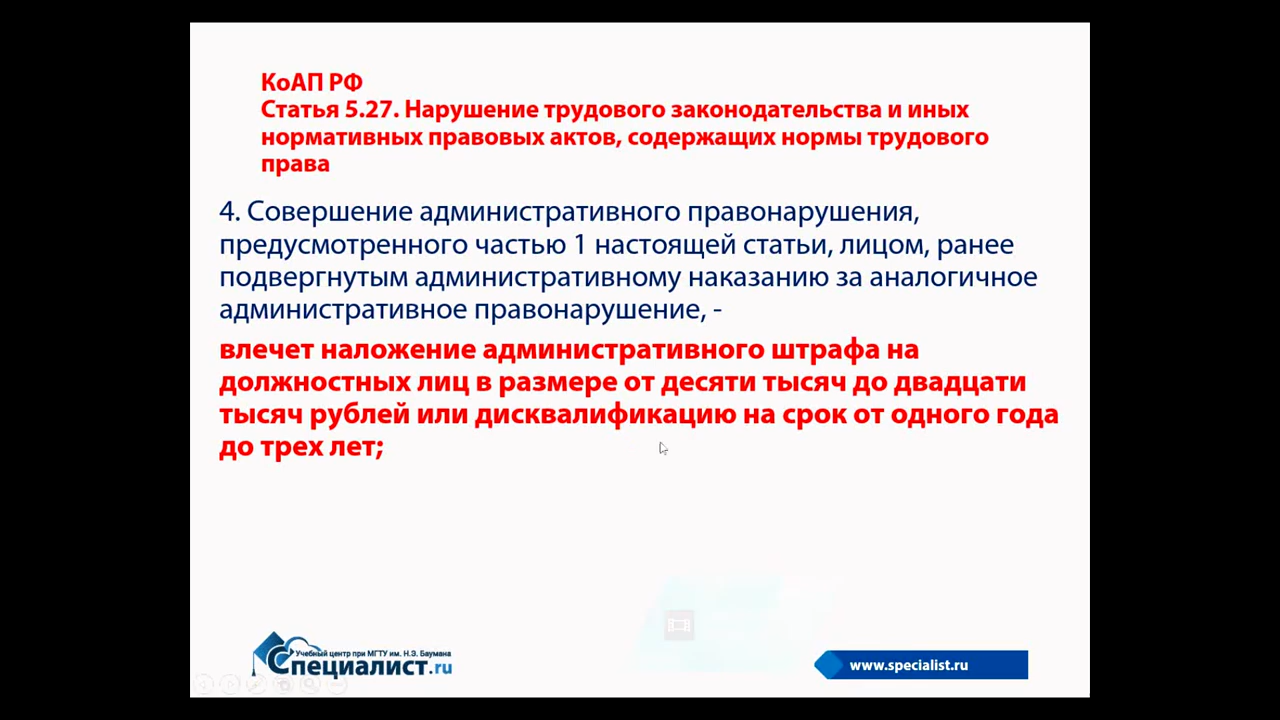 КоАП РФ
Статья 5.27. Нарушение трудового законодательства и иных
нормативных правовых актов, содержащих нормы трудового
права
4. Совершение административного правонарушения,
предусмотренного частью 1 настоящей статьи, лицом, ранее
подвергнутым административному наказанию за аналогичное
административное правонарушение, -
влечет наложение административного штрафа на
должностных лиц в размере от десяти тысяч до двадцати
тысяч рублей или дисквалификацию на срок от одного года
до трех лет;
Учебный центр при МГТУ им. Н.Э. Баумана
Специалист.ru
www.specialist.ru